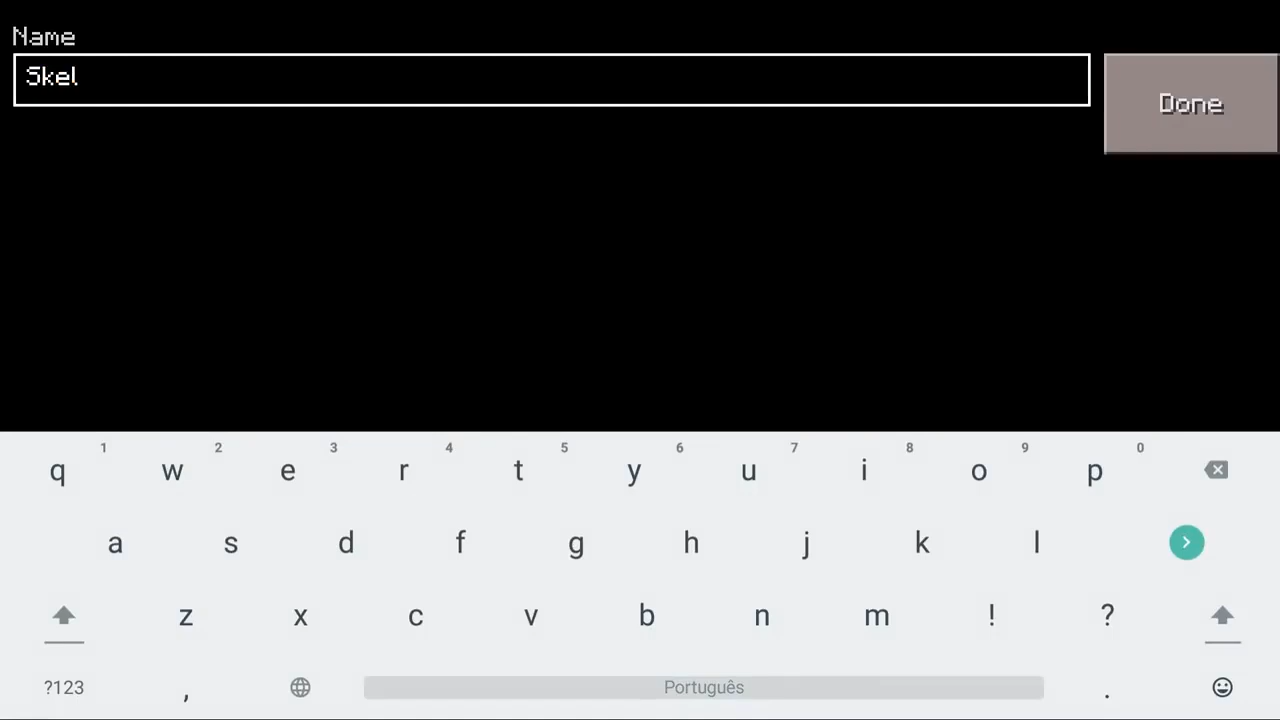 Name
Skel
Done
1 2 3 4 5 6 7 8 9 0
q w e r t y u i o p
a s d f g h j k l
z x c v b n m ! ?
?123 , Português .